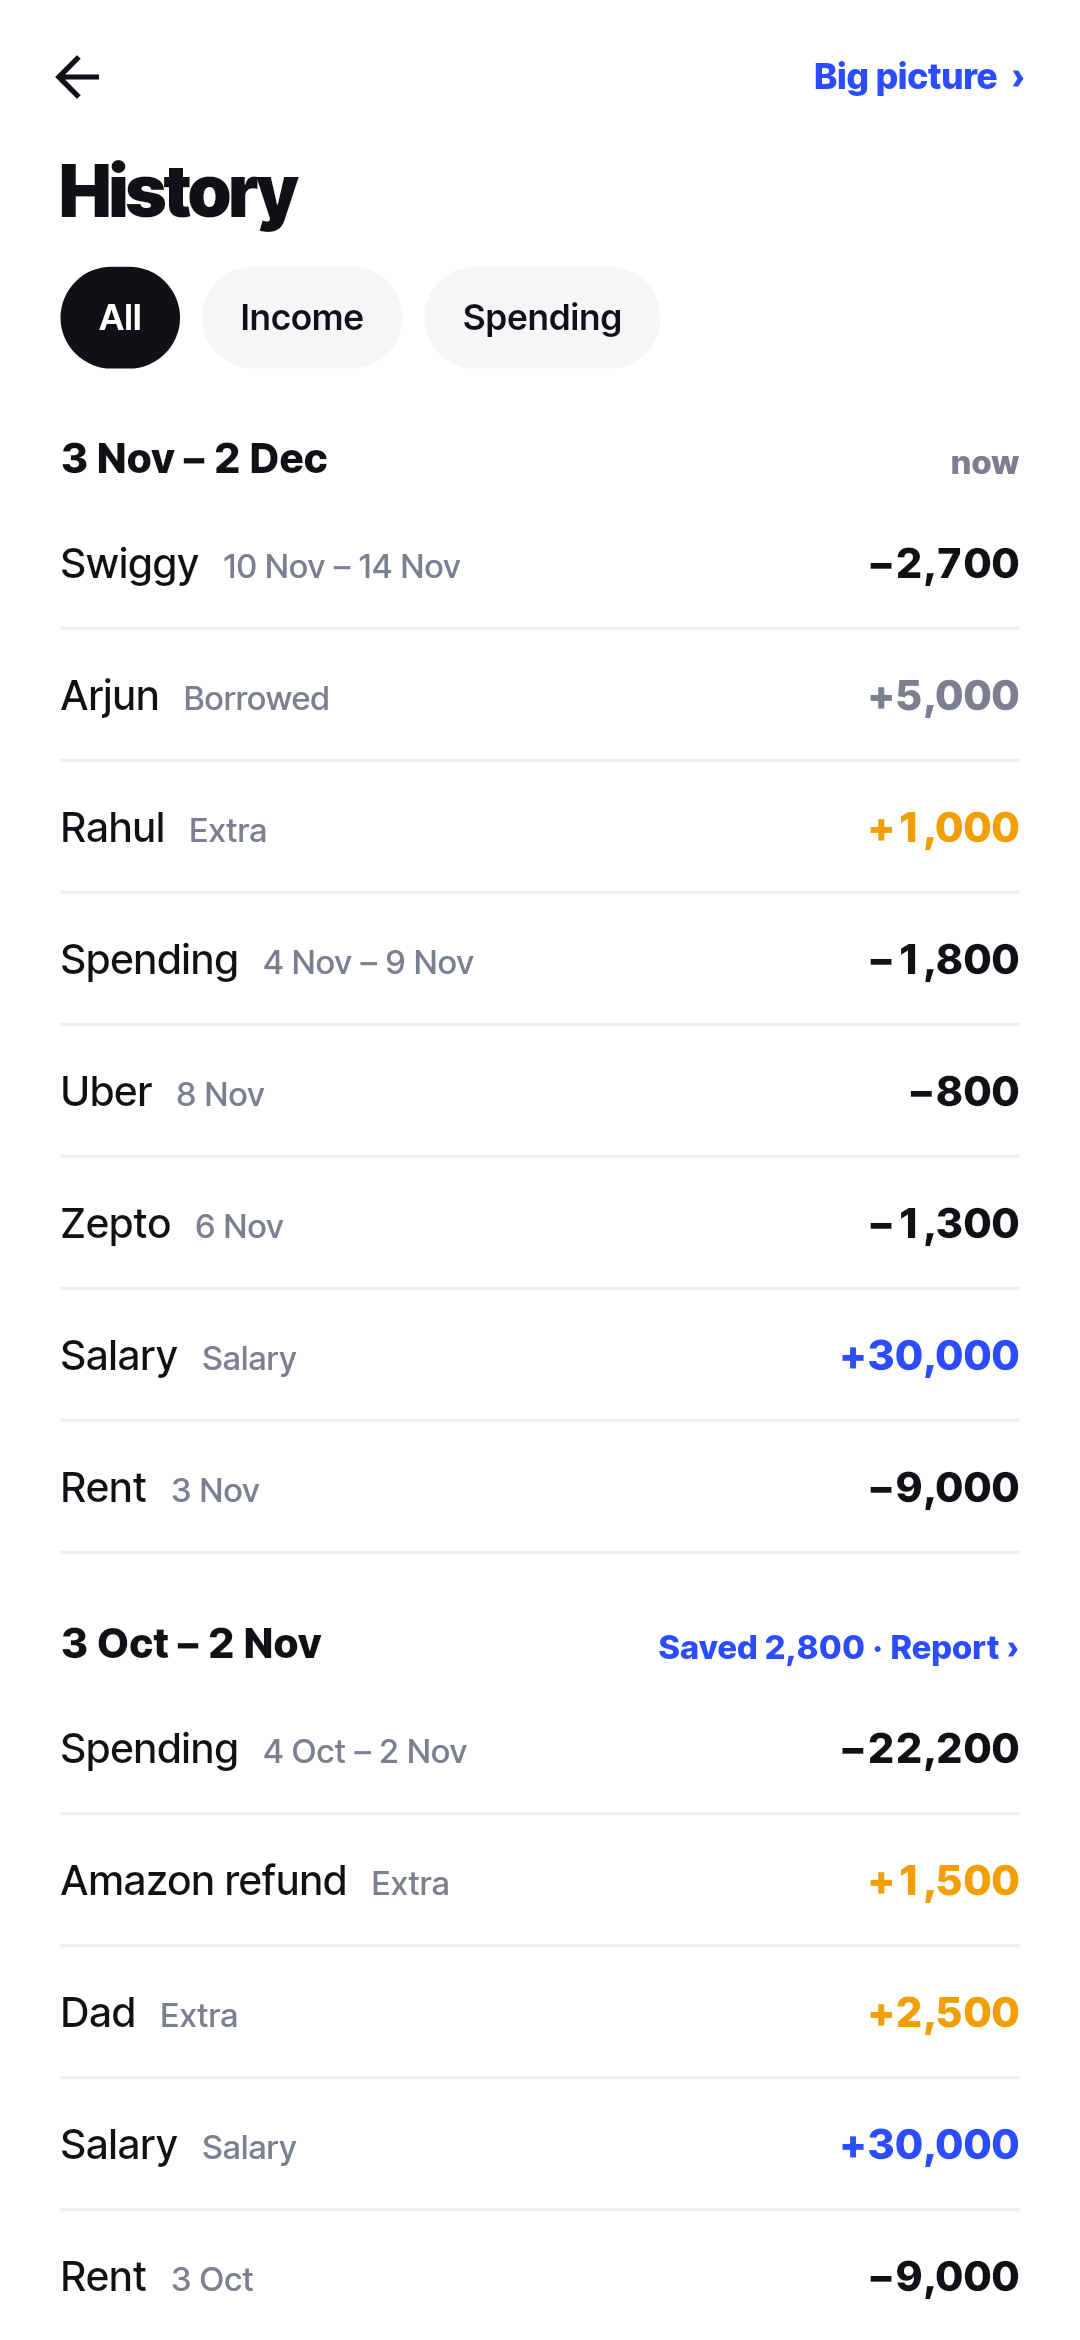 Big picture ›
History
All Income Spending
3 Nov – 2 Dec now
Swiggy 10 Nov – 14 Nov −2,700
Arjun Borrowed +5,000
Rahul Extra +1,000
Spending 4 Nov – 9 Nov −1,800
Uber 8 Nov −800
Zepto 6 Nov −1,300
Salary Salary +30,000
Rent 3 Nov −9,000
3 Oct – 2 Nov Saved 2,800 · Report ›
Spending 4 Oct – 2 Nov −22,200
Amazon refund Extra +1,500
Dad Extra +2,500
Salary Salary +30,000
Rent 3 Oct −9,000